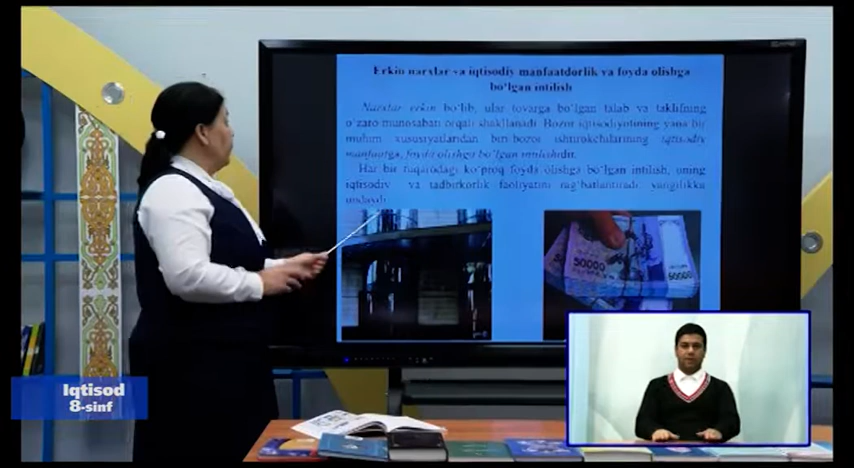 Erkin narxlar va iqtisodiy manfaatdorlik va foyda olishga
bo'lgan intilish
Narxlar erkin bo'lib, ular tovarga bo'lgan talab va taklifning
o'zaro munosabati orqali shakllanadi. Bozor iqtisodiyotining yana bir
muhim xususiyatlaridan biri-bozor ishtirokchilarining iqtisodiy
manfaatga, foyda olishga bo'lgan intilishidir.
Har bir fuqarodagi ko'proq foyda olishga bo'lgan intilish, uning
iqtisodiy va tadbirkorlik faoliyatini rag'batlantiradi, yangilikka
undaydi.
50000
50000
Iqtisod
8-sinf